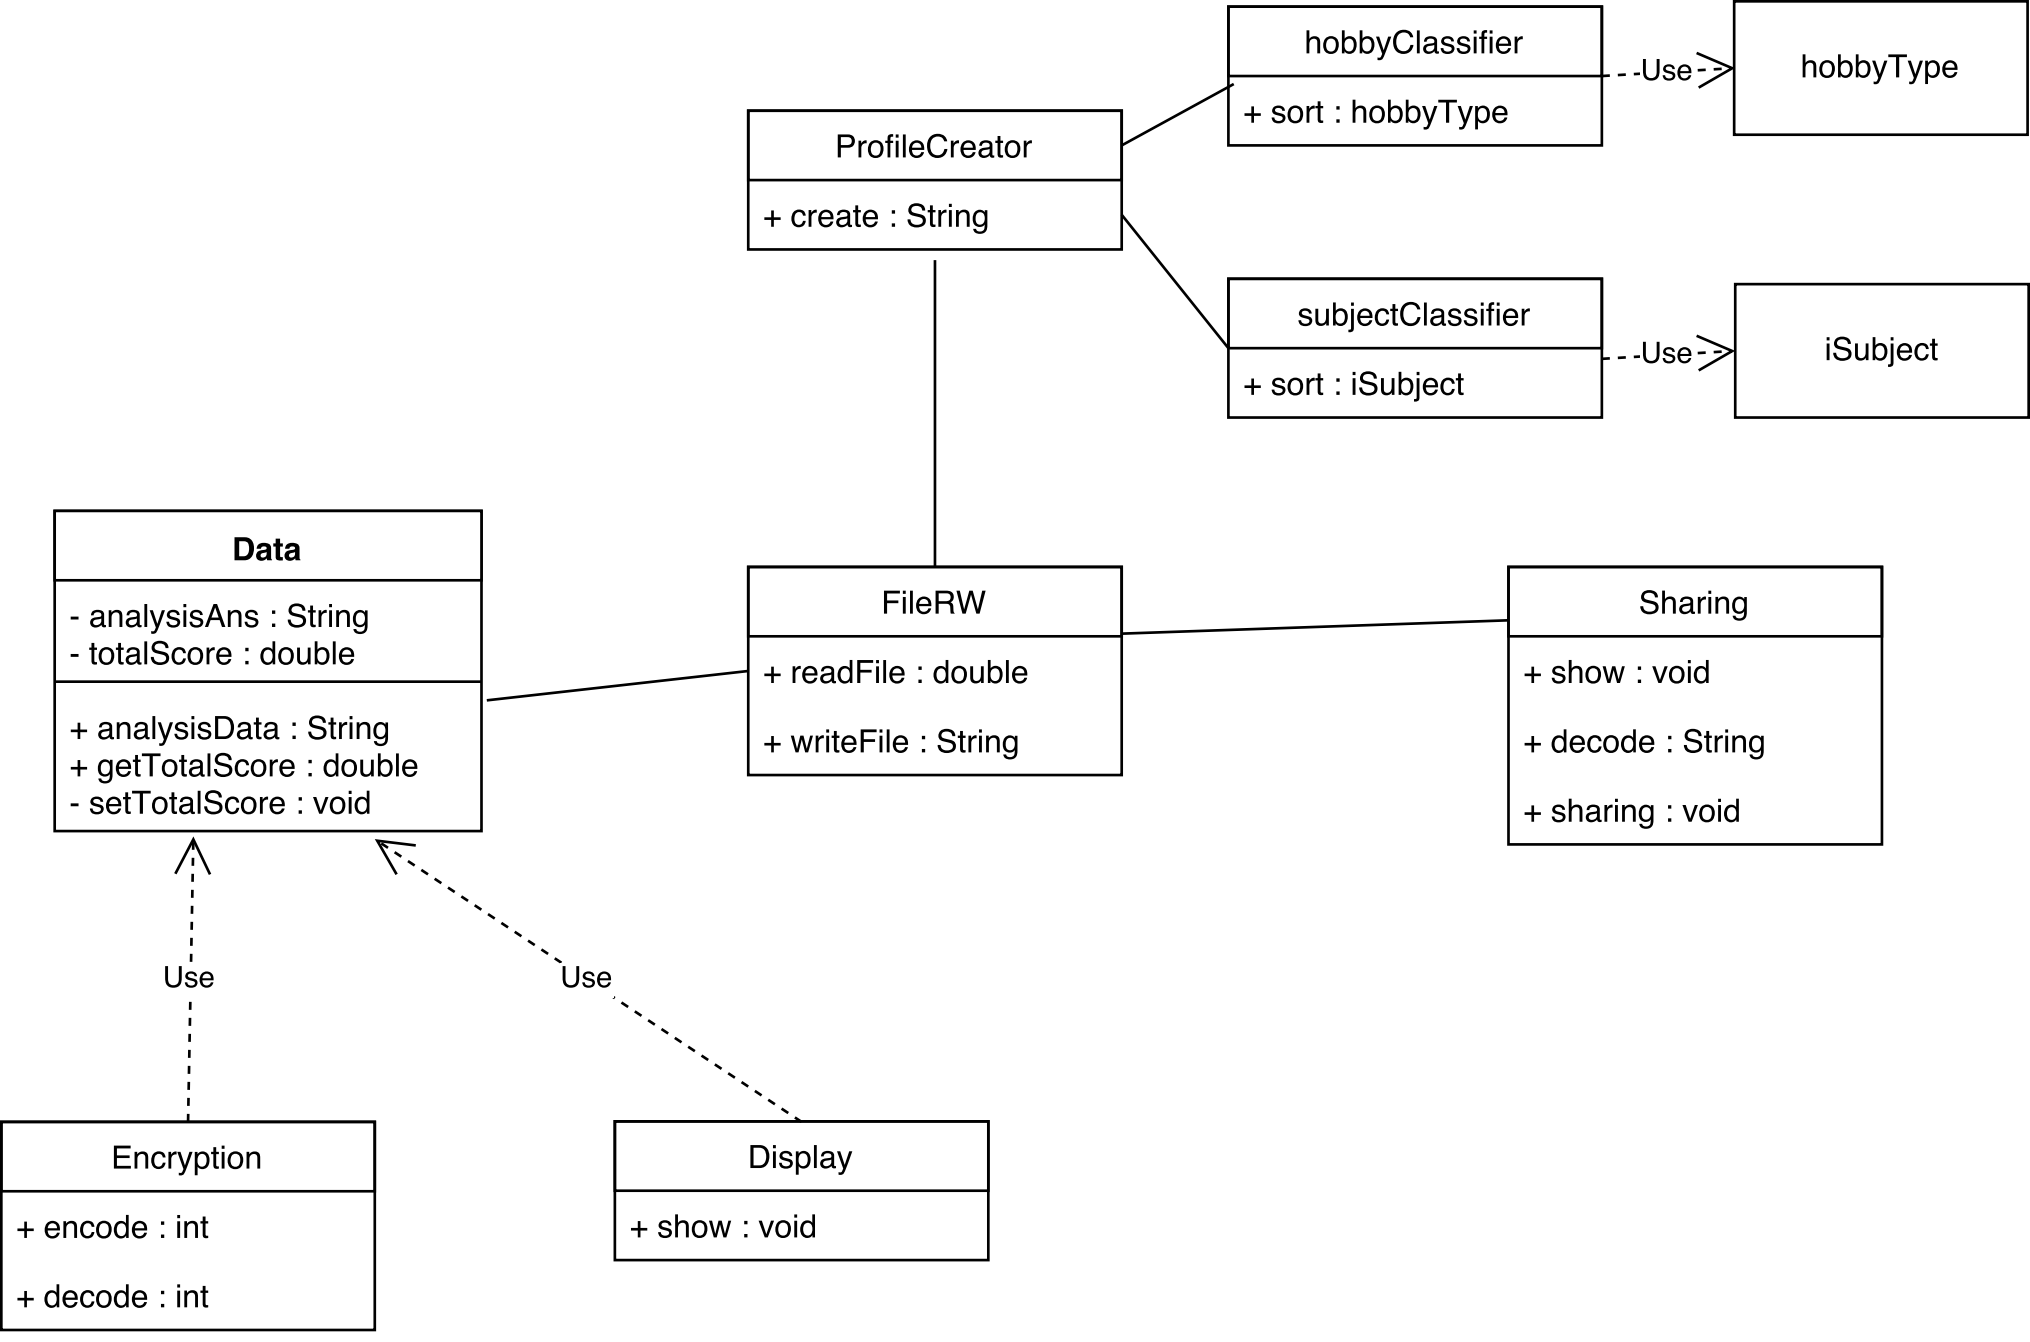 hobbyClassifier
+ sort : hobbyType
Use
hobbyType
ProfileCreator
+ create : String
subjectClassifier
+ sort : iSubject
Use
iSubject
Data
- analysisAns : String
- totalScore : double
+ analysisData : String
+ getTotalScore : double
- setTotalScore : void
FileRW
+ readFile : double
+ writeFile : String
Sharing
+ show : void
+ decode : String
+ sharing : void
Use
Use
Encryption
+ encode : int
+ decode : int
Display
+ show : void